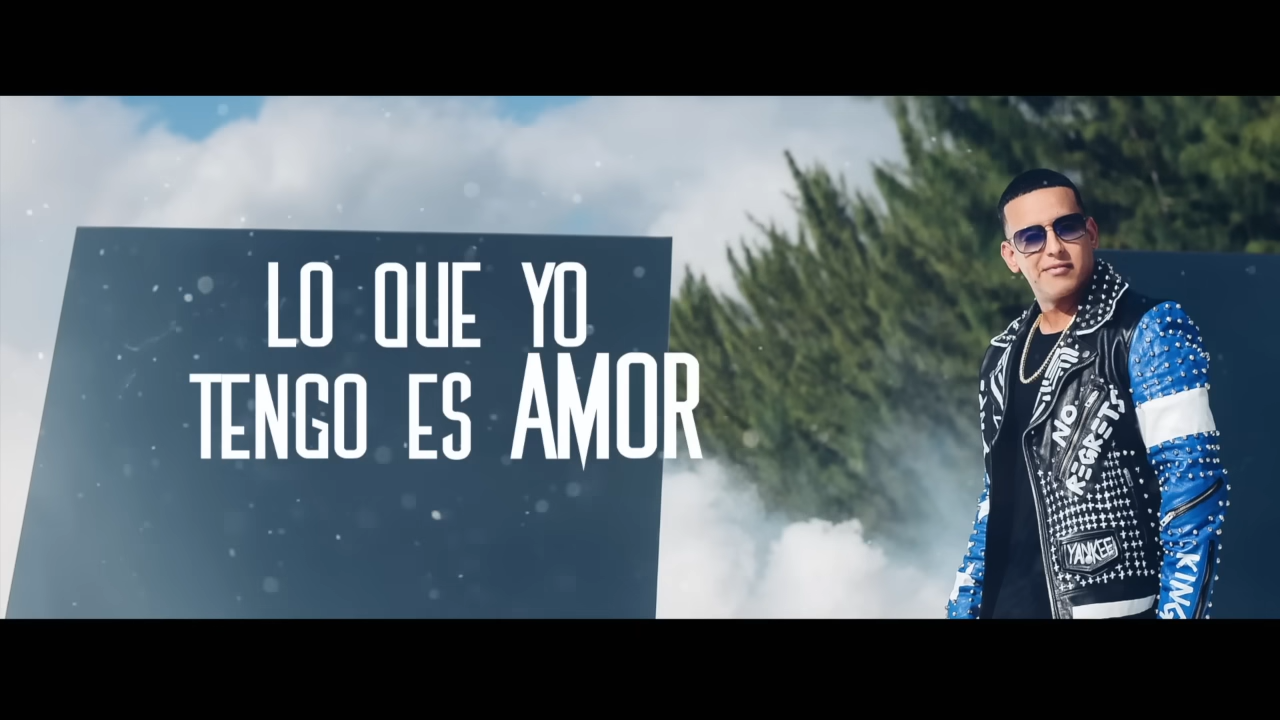 LO QUE YO
TENGO ES AMOR
NO
REGRETS
YANKEE
KING